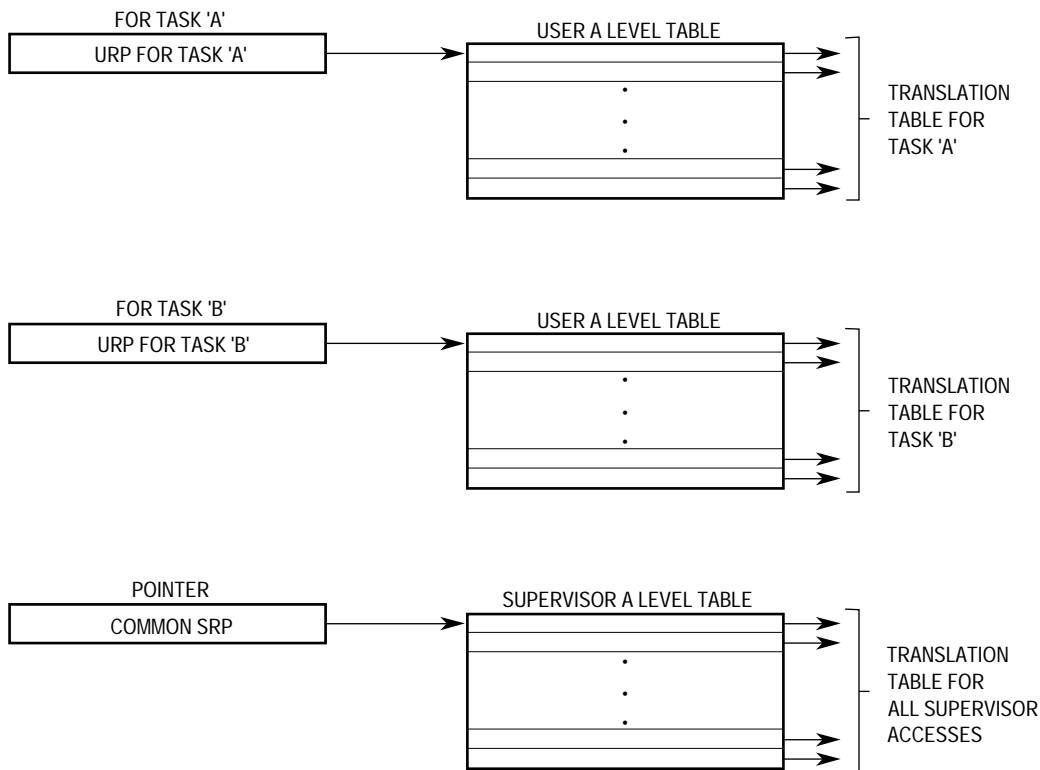 FOR TASK 'A'
URP FOR TASK 'A'
USER A LEVEL TABLE
TRANSLATION
TABLE FOR
TASK 'A'
FOR TASK 'B'
URP FOR TASK 'B'
USER A LEVEL TABLE
TRANSLATION
TABLE FOR
TASK 'B'
POINTER
COMMON SRP
SUPERVISOR A LEVEL TABLE
TRANSLATION
TABLE FOR
ALL SUPERVISOR
ACCESSES